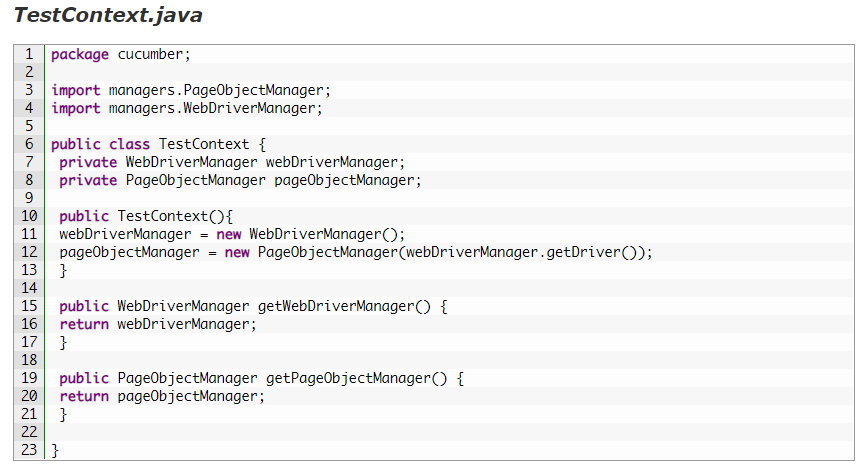 TestContext.java
1 package cucumber;
2
3 import managers.PageObjectManager;
4 import managers.WebDriverManager;
5
6 public class TestContext {
7 private WebDriverManager webDriverManager;
8 private PageObjectManager pageObjectManager;
9
10 public TestContext(){
11 webDriverManager = new WebDriverManager();
12 pageObjectManager = new PageObjectManager(webDriverManager.getDriver());
13 }
14
15 public WebDriverManager getWebDriverManager() {
16 return webDriverManager;
17 }
18
19 public PageObjectManager getPageObjectManager() {
20 return pageObjectManager;
21 }
22
23 }